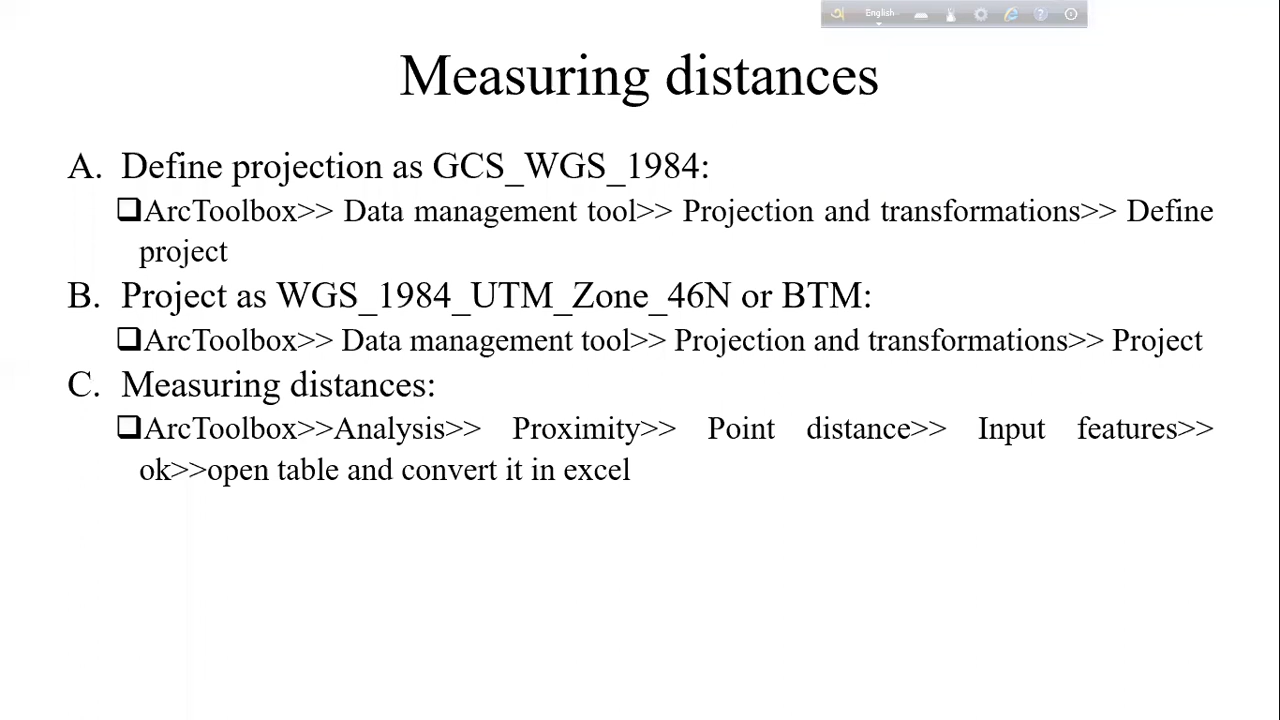 অ English
Measuring distances
A. Define projection as GCS_WGS_1984:
❑ArcToolbox>> Data management tool>> Projection and transformations>> Define
project
B. Project as WGS_1984_UTM_Zone_46N or BTM:
❑ArcToolbox>> Data management tool>> Projection and transformations>> Project
C. Measuring distances:
❑ArcToolbox>>Analysis>> Proximity>> Point distance>> Input features>>
ok>>open table and convert it in excel